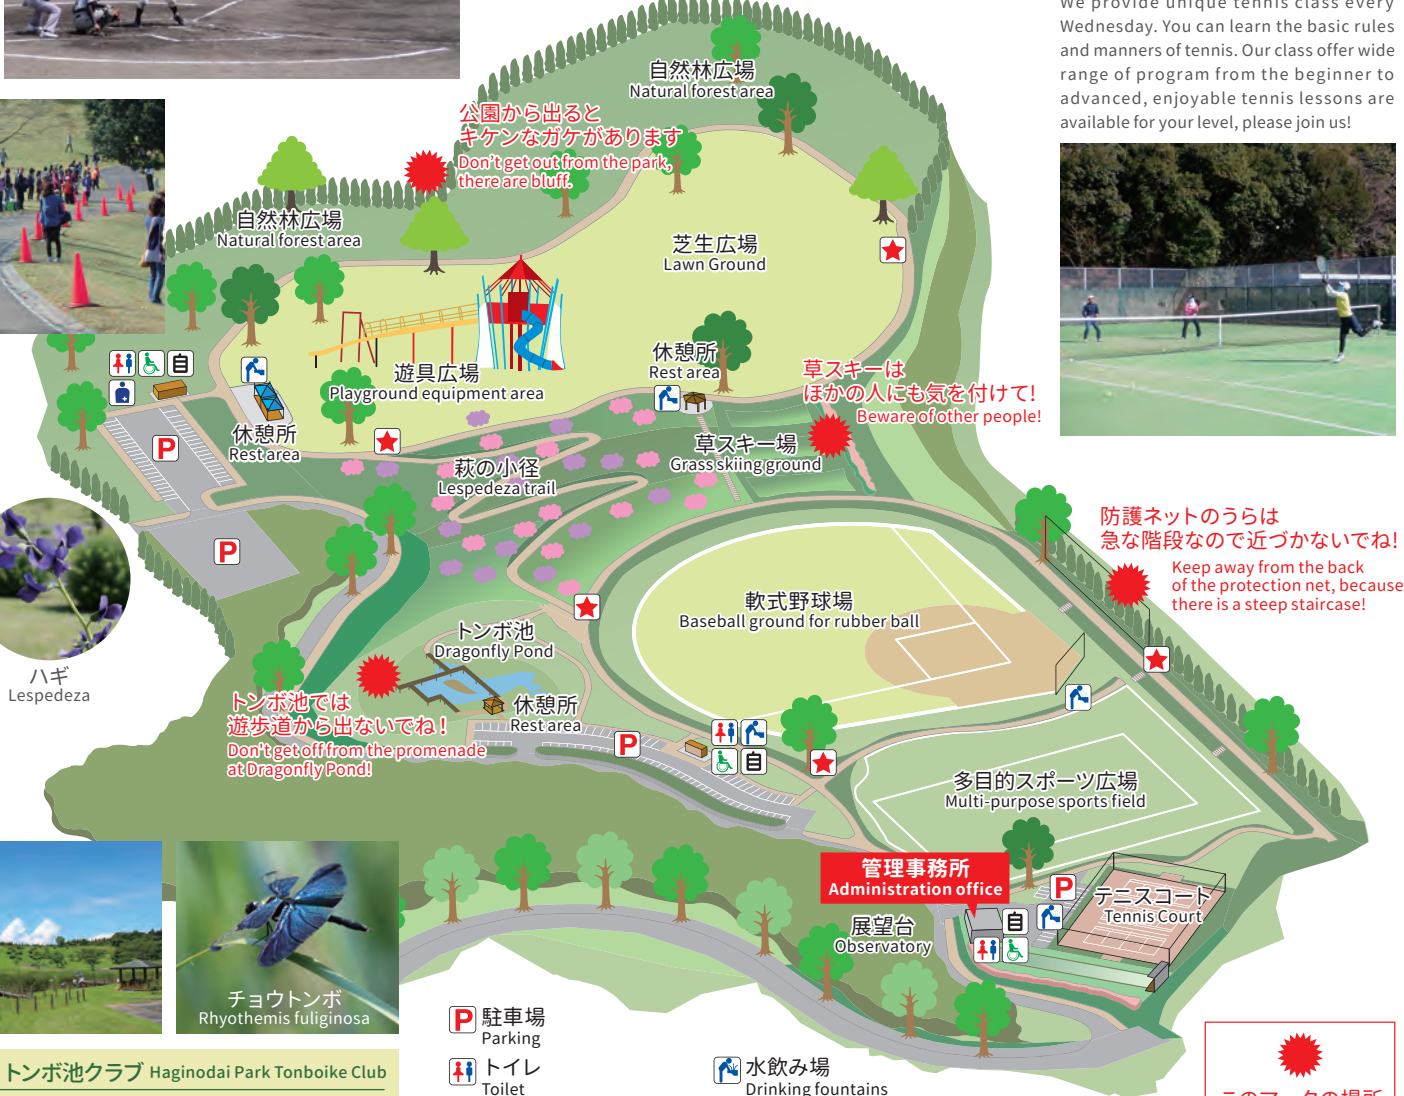 We provide unique tennis class every
Wednesday. You can learn the basic rules
and manners of tennis. Our class offer wide
range of program from the beginner to
advanced, enjoyable tennis lessons are
available for your level, please join us!
自然林広場
Natural forest area
公園から出ると
キケンなガケがあります
Don't get out from the park,
there are bluff.
自然林広場
Natural forest area
芝生広場
Lawn Ground
休憩所
Rest area
遊具広場
Playground equipment area
草スキーは
ほかの人にも気を付けて!
Beware of other people!
自
P
休憩所
Rest area
草スキー場
Grass skiing ground
萩の小径
Lespedeza trail
P
防護ネットのうらは
急な階段なので近づかないでね!
Keep away from the back
of the protection net, because
there is a steep staircase!
軟式野球場
Baseball ground for rubber ball
トンボ池
Dragonfly Pond
ハギ
Lespedeza
トンボ池では
遊歩道から出ないでね!
Don't get off from the promenade
at Dragonfly Pond!
休憩所
Rest area
P
自
多目的スポーツ広場
Multi-purpose sports field
管理事務所
Administration office
P
自
テニスコート
Tennis Court
展望台
Observatory
チョウトンボ
Rhyothemis fuliginosa
P 駐車場
Parking
トイレ
Toilet
水飲み場
Drinking fountains
トンボ池クラブ Haginodai Park Tonboike Club
このマークの場所